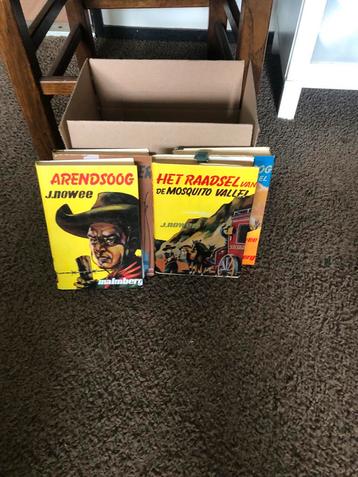 ARENDSOOG
J.NOWEE
malmberg
HET RAADSEL VAN
DE MOSQUITO VALLEI
J.NOWEE